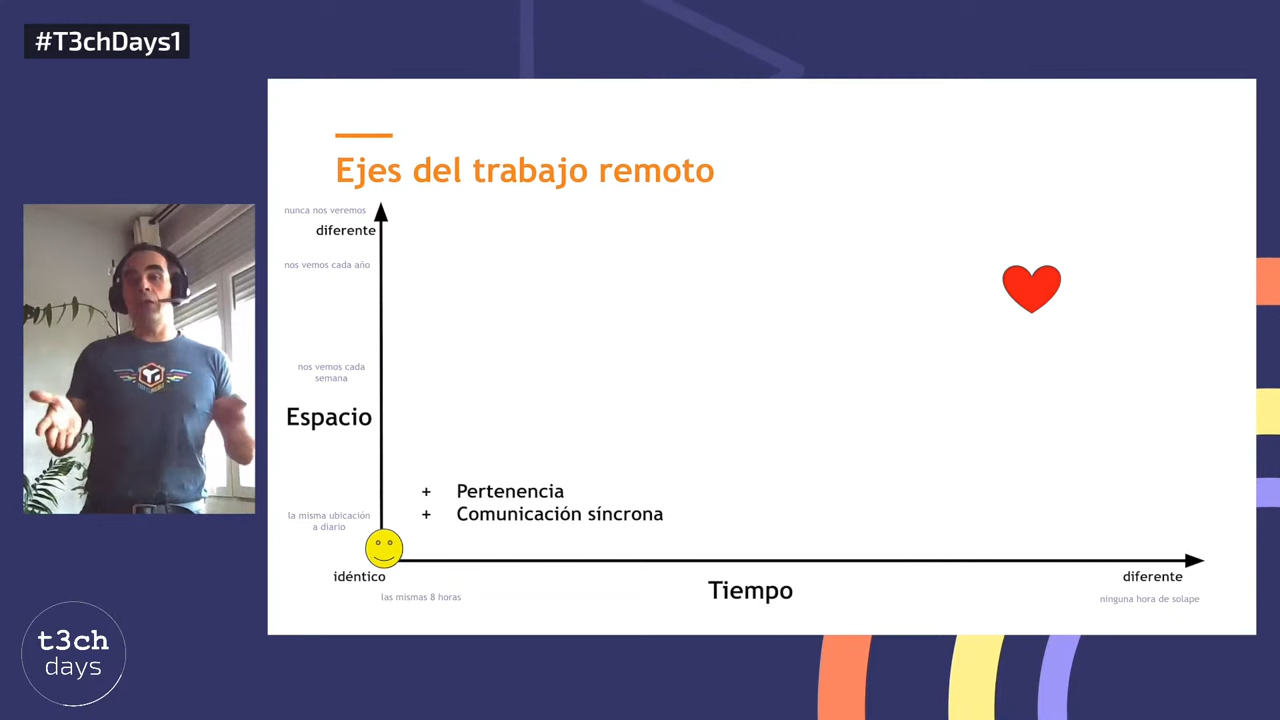 #T3chDays1
Ejes del trabajo remoto
nunca nos veremos
diferente
nos vemos cada año
nos vemos cada
semana
Espacio
+ Pertenencia
+ Comunicación síncrona
la misma ubicación
a diario
idéntico
las mismas 8 horas
Tiempo
diferente
ninguna hora de solape
t3ch
days